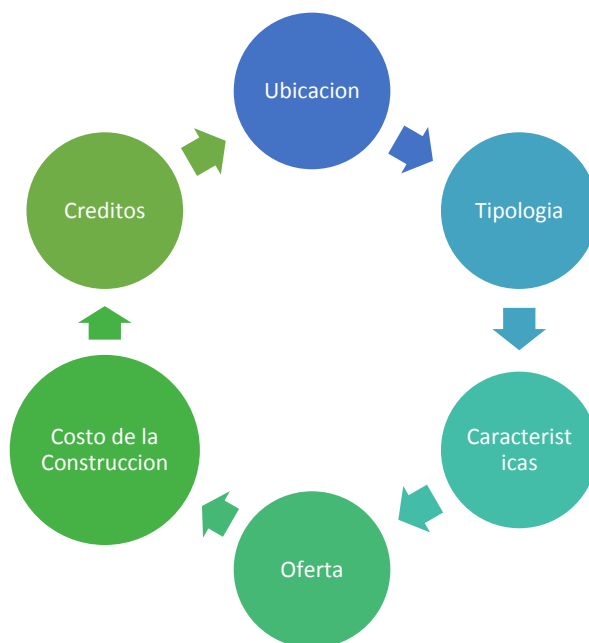 Ubicacion
Tipologia
Caracterist
icas
Oferta
Costo de la
Construccion
Creditos